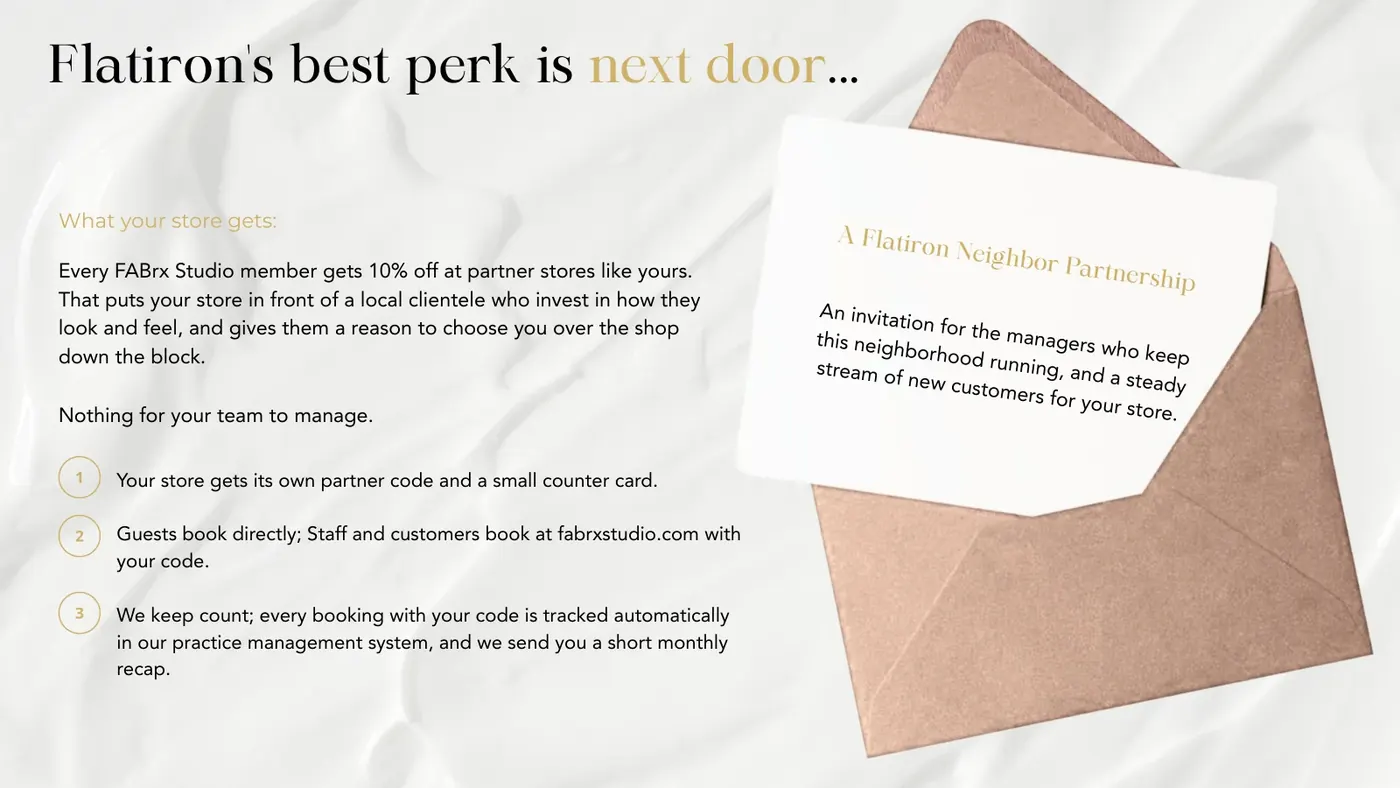 Flatiron's best perk is next door...
What your store gets:
Every FABrx Studio member gets 10% off at partner stores like yours.
That puts your store in front of a local clientele who invest in how they
look and feel, and gives them a reason to choose you over the shop
down the block.
Nothing for your team to manage.
1
Your store gets its own partner code and a small counter card.
2
Guests book directly; Staff and customers book at fabrxstudio.com with
your code.
3
We keep count; every booking with your code is tracked automatically
in our practice management system, and we send you a short monthly
recap.
A Flatiron Neighbor Partnership
An invitation for the managers who keep
this neighborhood running, and a steady
stream of new customers for your store.